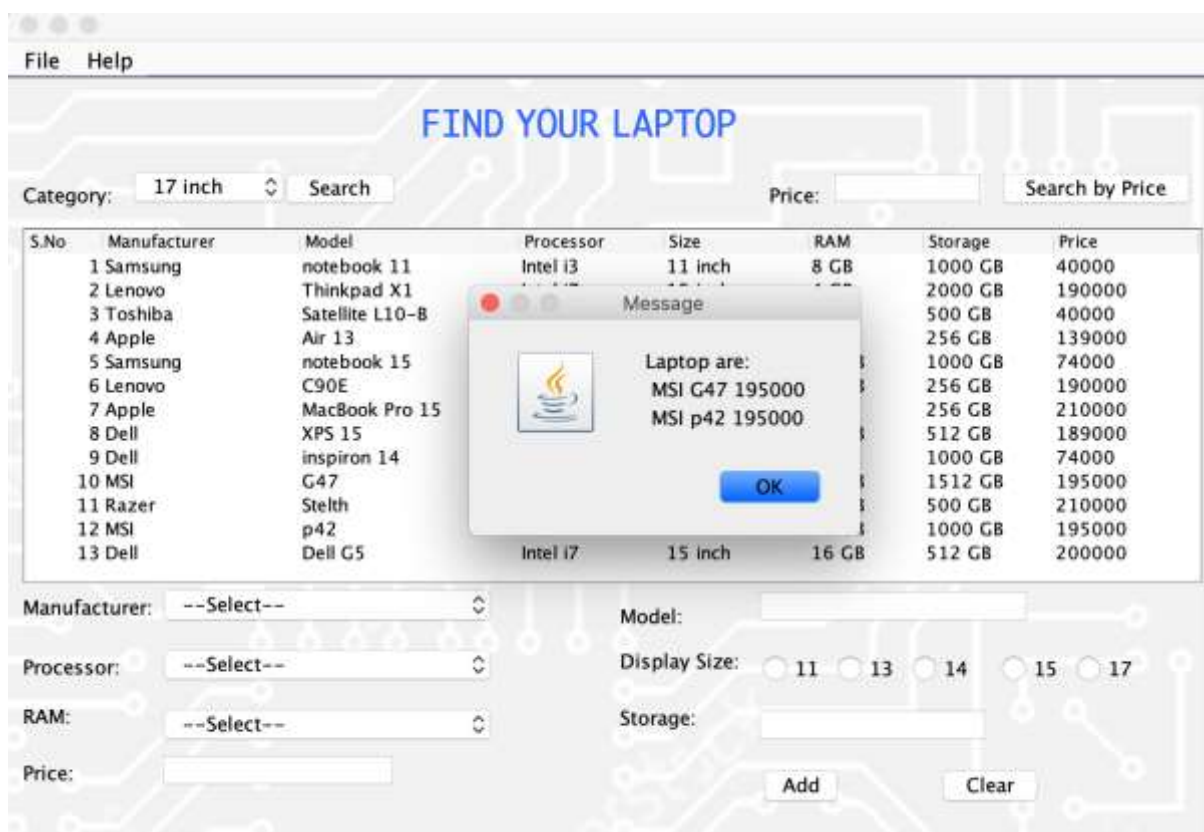 File Help
FIND YOUR LAPTOP
Category: 17 inch Search Price: Search by Price
S.No Manufacturer Model Processor Size RAM Storage Price
1 Samsung notebook 11 Intel i3 11 inch 8 GB 1000 GB 40000
2 Lenovo Thinkpad X1 2000 GB 190000
3 Toshiba Satellite L10-B 500 GB 40000
4 Apple Air 13 256 GB 139000
5 Samsung notebook 15 1000 GB 74000
6 Lenovo C90E 256 GB 190000
7 Apple MacBook Pro 15 256 GB 210000
8 Dell XPS 15 512 GB 189000
9 Dell inspiron 14 1000 GB 74000
10 MSI G47 1512 GB 195000
11 Razer Stelth 500 GB 210000
12 MSI p42 1000 GB 195000
13 Dell Dell G5 Intel i7 15 inch 16 GB 512 GB 200000
Message
Laptop are:
MSI G47 195000
MSI p42 195000
OK
Manufacturer: --Select-- Model:
Processor: --Select-- Display Size: 11 13 14 15 17
RAM: --Select-- Storage:
Price:
Add Clear